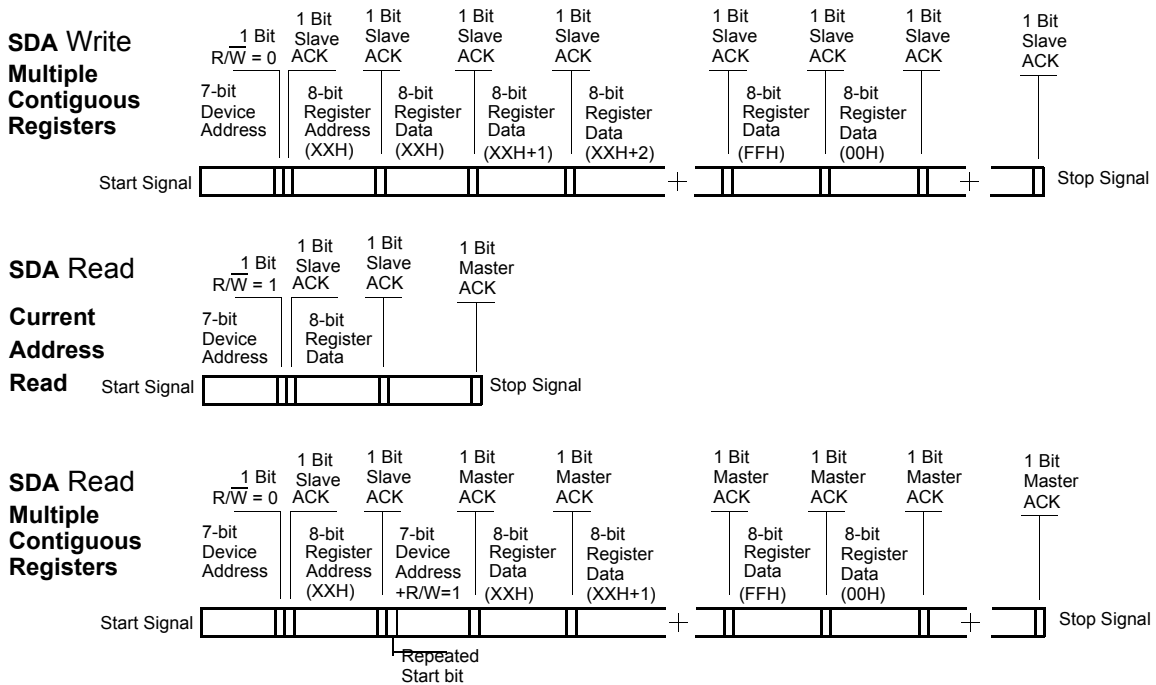 SDA Write
Multiple
Contiguous
Registers
1 Bit
R/W = 0
1 Bit
Slave
ACK
1 Bit
Slave
ACK
1 Bit
Slave
ACK
1 Bit
Slave
ACK
1 Bit
Slave
ACK
1 Bit
Slave
ACK
1 Bit
Slave
ACK
1 Bit
Slave
ACK
7-bit
Device
Address
8-bit
Register
Address
(XXH)
8-bit
Register
Data
(XXH)
8-bit
Register
Data
(XXH+1)
8-bit
Register
Data
(XXH+2)
8-bit
Register
Data
(FFH)
8-bit
Register
Data
(00H)
Start Signal
Stop Signal
SDA Read
Current
Address
Read
1 Bit
R/W = 1
1 Bit
Slave
ACK
1 Bit
Slave
ACK
1 Bit
Master
ACK
7-bit
Device
Address
8-bit
Register
Data
Start Signal
Stop Signal
SDA Read
Multiple
Contiguous
Registers
1 Bit
R/W = 0
1 Bit
Slave
ACK
1 Bit
Slave
ACK
1 Bit
Master
ACK
1 Bit
Master
ACK
1 Bit
Master
ACK
1 Bit
Master
ACK
1 Bit
Master
ACK
1 Bit
Master
ACK
7-bit
Device
Address
8-bit
Register
Address
(XXH)
7-bit
Device
Address
+R/W=1
8-bit
Register
Data
(XXH)
8-bit
Register
Data
(XXH+1)
8-bit
Register
Data
(FFH)
8-bit
Register
Data
(00H)
Start Signal
Stop Signal
Repeated
Start bit